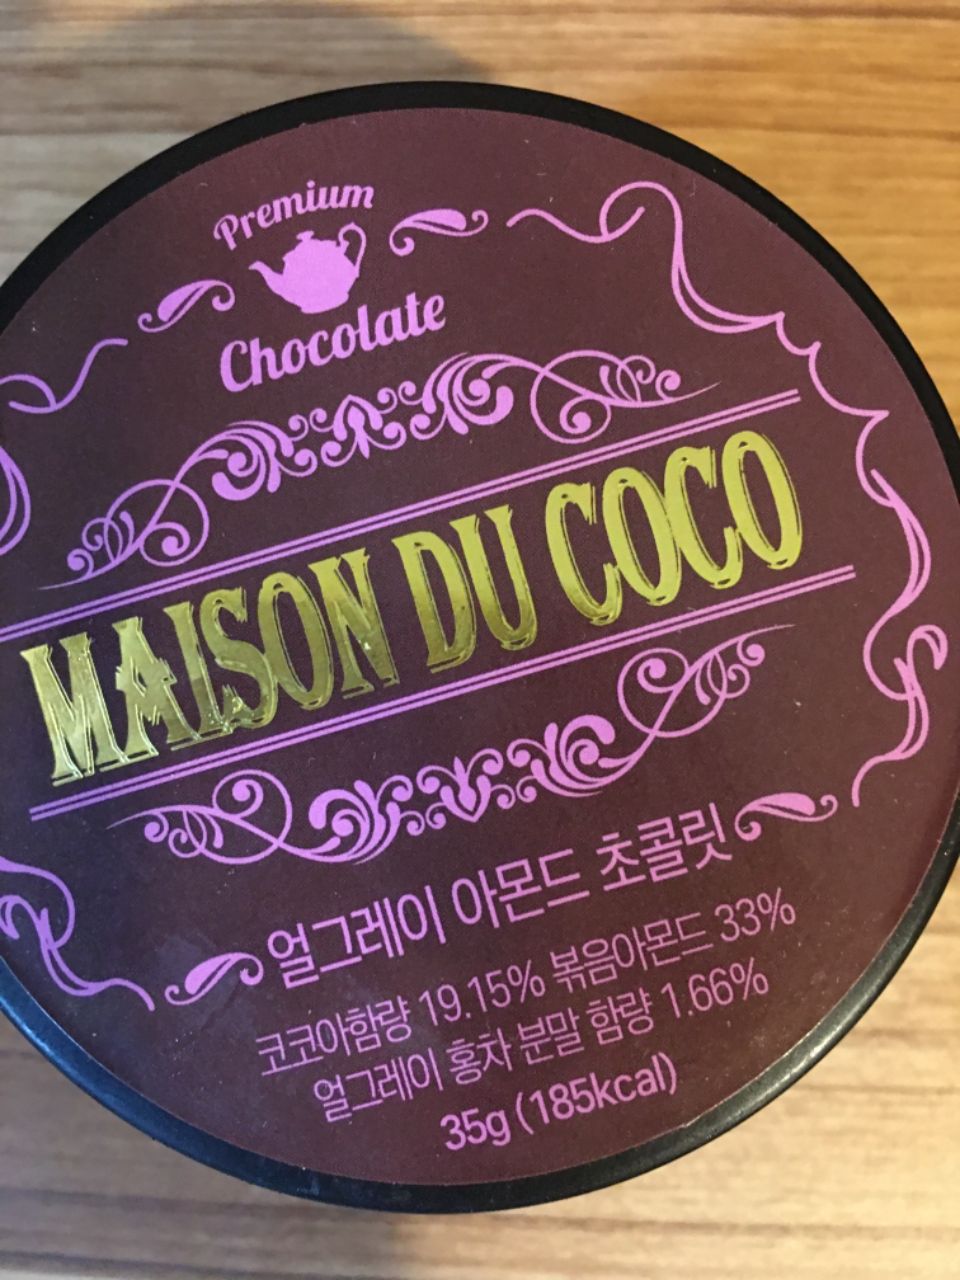 Premium
Chocolate
MAISON DU COCO
얼그레이 아몬드 초콜릿
코코아함량 19.15% 볶음아몬드 33%
얼그레이 홍차 분말 함량 1.66%
35g (185kcal)